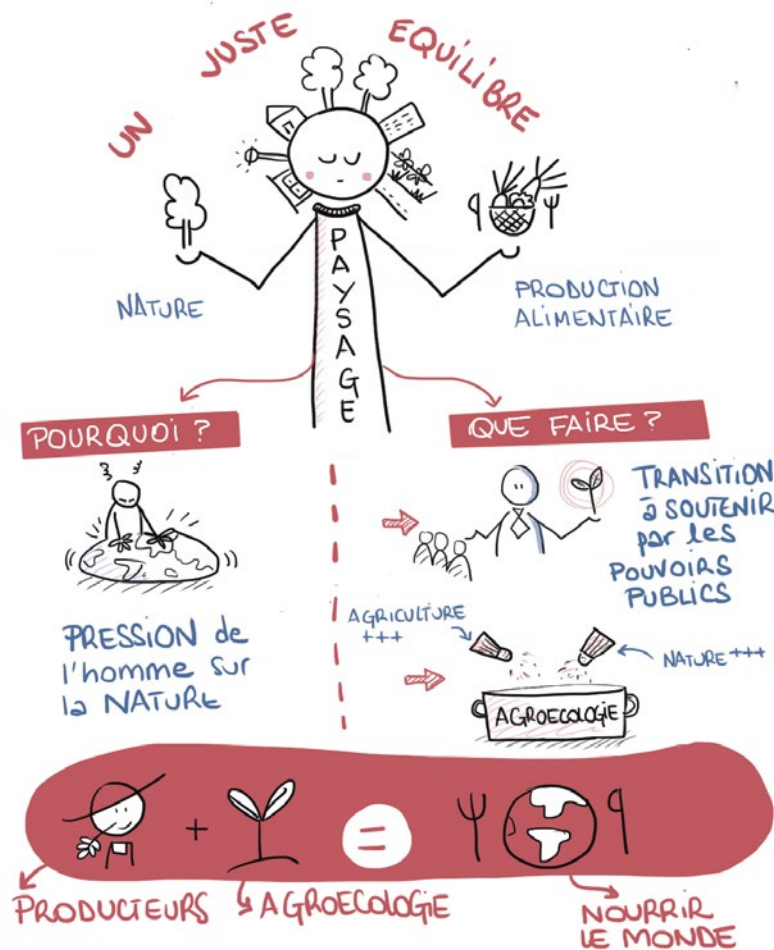 UN JUSTE EQUILIBRE
PAYSAGE
NATURE
PRODUCTION
ALIMENTAIRE
POURQUOI ?
PRESSION de
l'homme sur
la NATURE
QUE FAIRE ?
TRANSITION
à SOUTENIR
par les
POUVOIRS
PUBLICS
AGRICULTURE
+++
NATURE +++
AGROECOLOGIE
+
=
PRODUCTEURS
AGROECOLOGIE
NOURRIR
LE MONDE